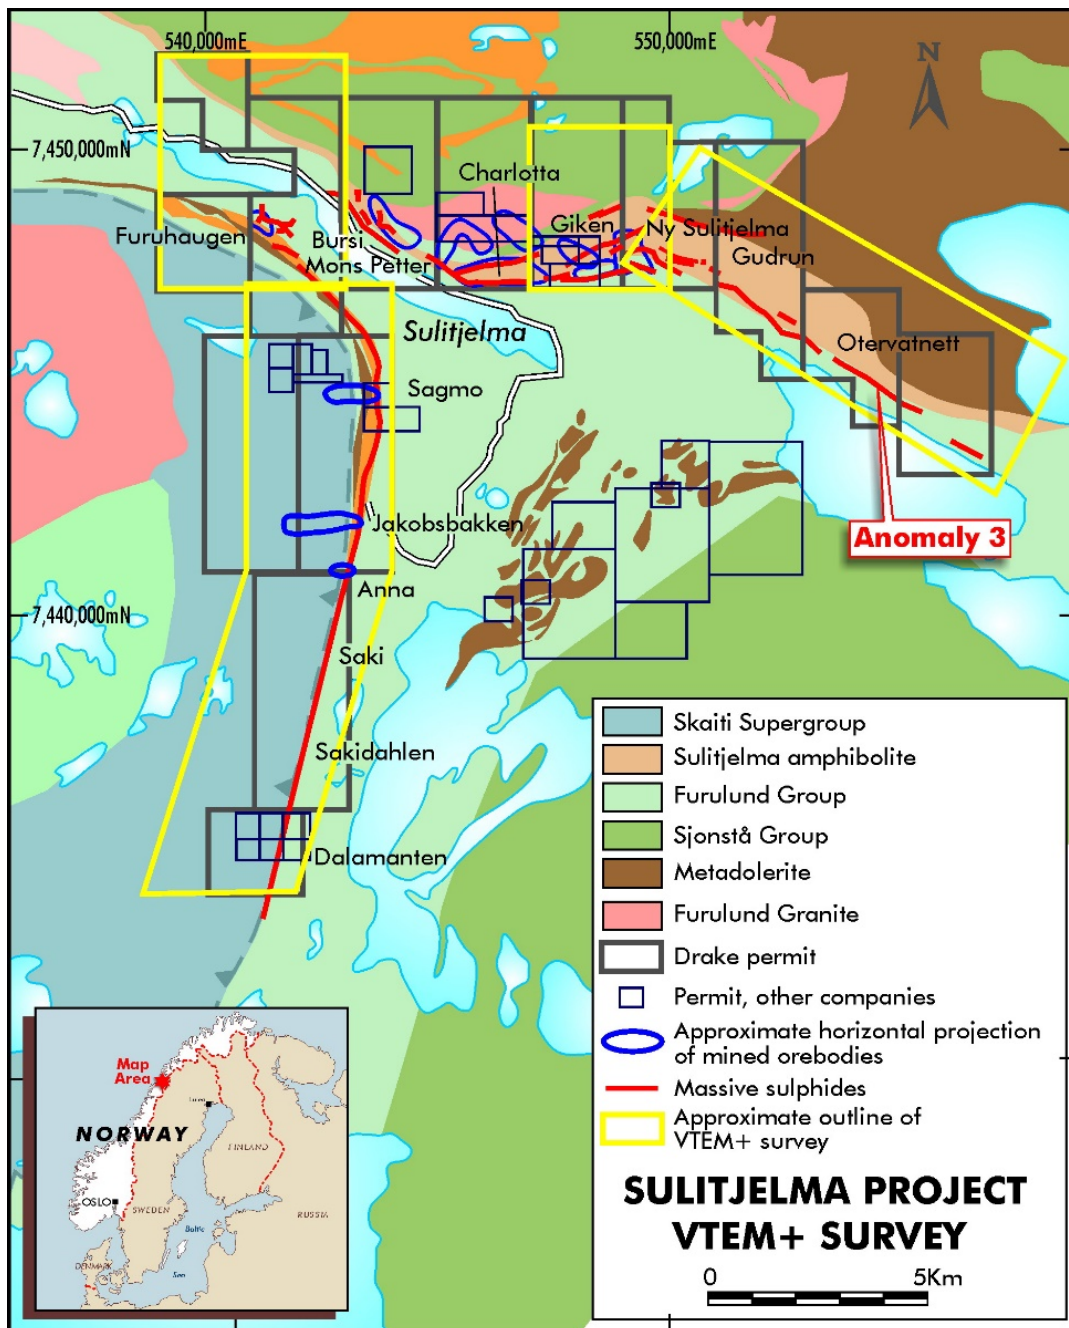 540,000mE
550,000mE
N
7,450,000mN
Charlotta
Furuhaugen
Bursi
Giken
Ny Sulitjelma
Mons Petter
Gudrun
Sulitjelma
Otervatnett
Sagmo
Jakobsbakken
Anomaly 3
Anna
7,440,000mN
Saki
Sakidahlen
Dalamanten
Skaiti Supergroup
Sulitjelma amphibolite
Furulund Group
Sjonstå Group
Metadolerite
Furulund Granite
Drake permit
Permit, other companies
Approximate horizontal projection
of mined orebodies
Massive sulphides
Approximate outline of
VTEM+ survey
SULITJELMA PROJECT
VTEM+ SURVEY
0
5Km
Map
Area
NORWAY
FINLAND
OSLO
SWEDEN
RUSSIA
Baltic
Sea
DENMARK